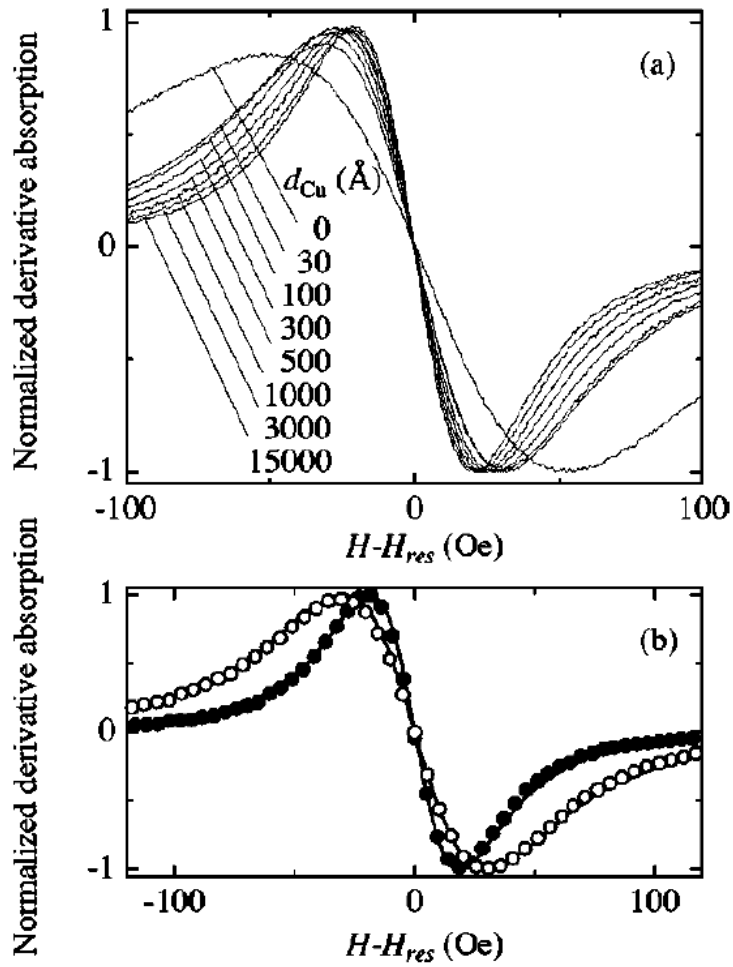 Normalized derivative absorption
1
0
-1
(a)
d_Cu (Å)
0
30
100
300
500
1000
3000
15000
-100 0 100
H-H_res (Oe)
Normalized derivative absorption
1
0
-1
(b)
-100 0 100
H-H_res (Oe)